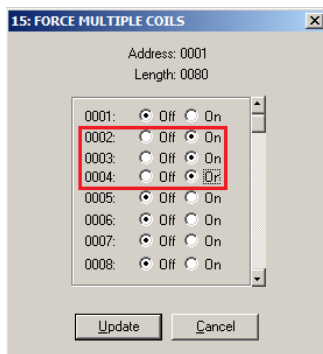 15: FORCE MULTIPLE COILS
Address: 0001
Length: 0080
0001: Off On
0002: Off On
0003: Off On
0004: Off On
0005: Off On
0006: Off On
0007: Off On
0008: Off On
Update Cancel